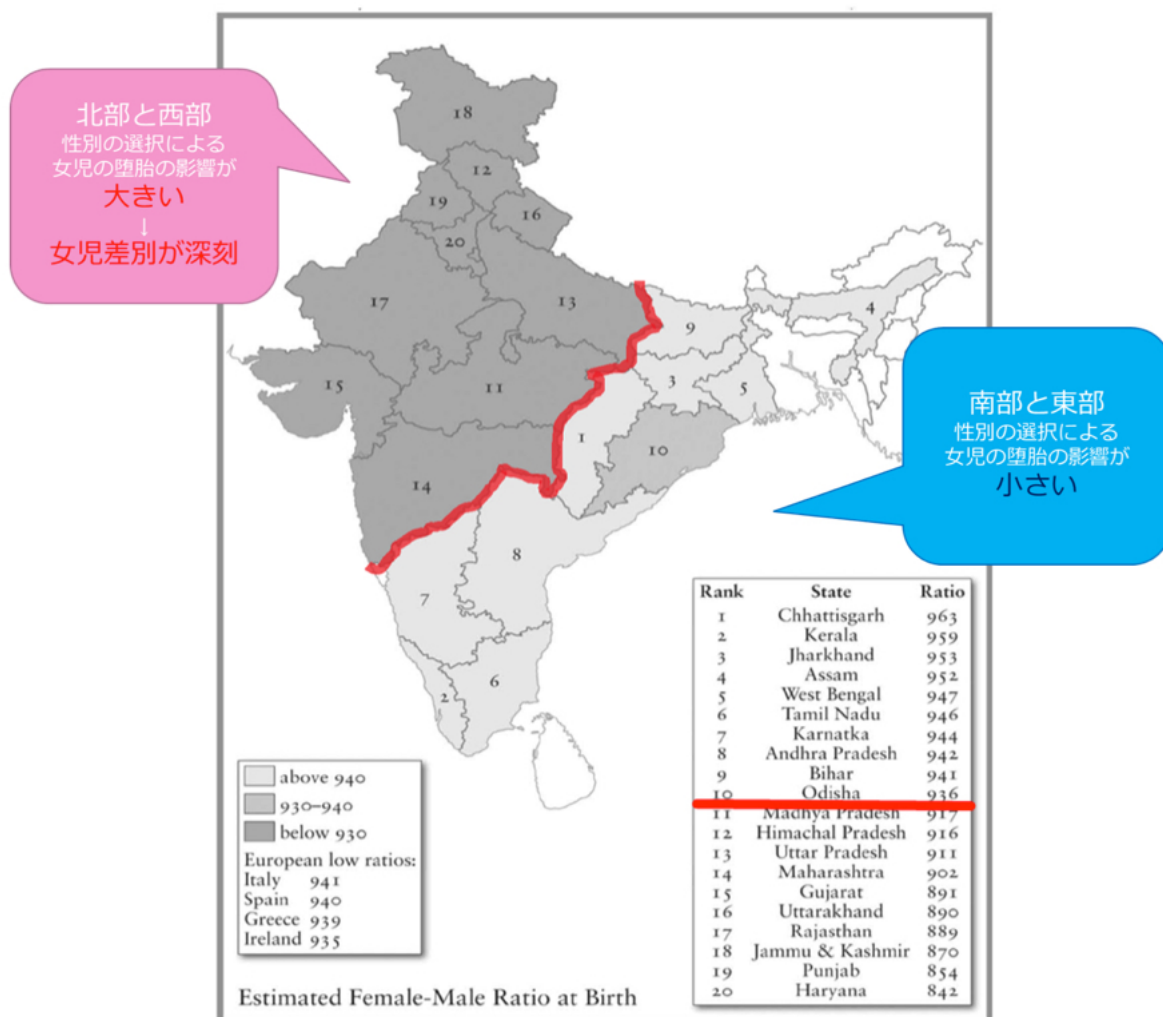 北部と西部
性別の選択による
女児の堕胎の影響が
大きい
↓
女児差別が深刻
18
12
19
16
20
17
13
9
4
15
11
3
5
1
10
14
8
7
2
6
南部と東部
性別の選択による
女児の堕胎の影響が
小さい
above 940
930–940
below 930
European low ratios:
Italy 941
Spain 940
Greece 939
Ireland 935
Estimated Female-Male Ratio at Birth
Rank State Ratio
1 Chhattisgarh 963
2 Kerala 959
3 Jharkhand 953
4 Assam 952
5 West Bengal 947
6 Tamil Nadu 946
7 Karnatka 944
8 Andhra Pradesh 942
9 Bihar 941
10 Odisha 936
11 Madhya Pradesh 917
12 Himachal Pradesh 916
13 Uttar Pradesh 911
14 Maharashtra 902
15 Gujarat 891
16 Uttarakhand 890
17 Rajasthan 889
18 Jammu & Kashmir 870
19 Punjab 854
20 Haryana 842